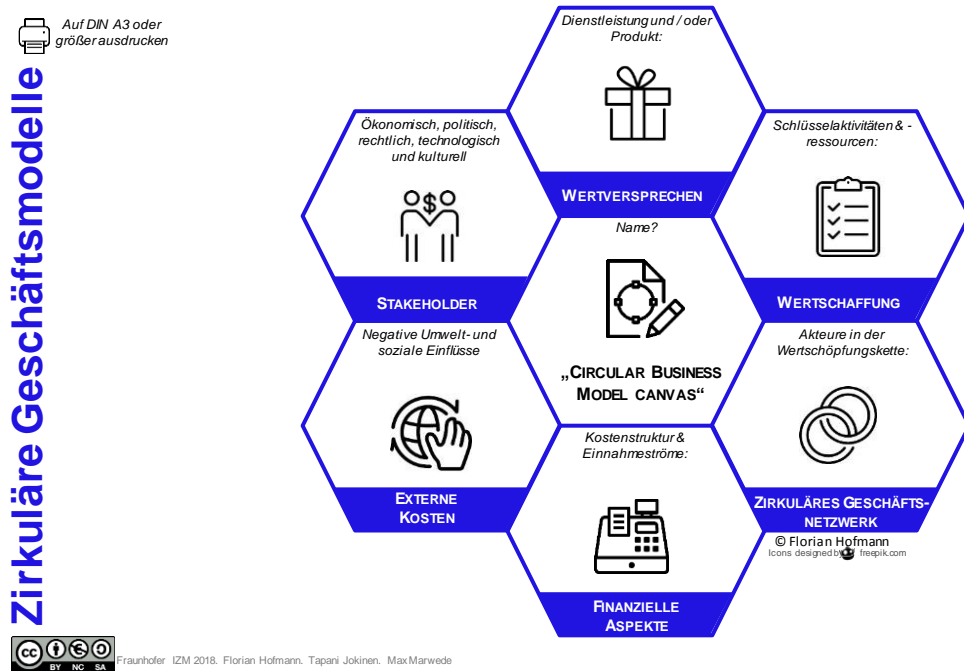 Auf DIN A3 oder
größer ausdrucken
Zirkuläre Geschäftsmodelle
Dienstleistung und / oder
Produkt:
WERTVERSPRECHEN
Ökonomisch, politisch,
rechtlich, technologisch
und kulturell
$
STAKEHOLDER
Schlüsselaktivitäten & -
ressourcen:
WERTSCHAFFUNG
Name?
„CIRCULAR BUSINESS
MODEL CANVAS“
Negative Umwelt- und
soziale Einflüsse
EXTERNE
KOSTEN
Akteure in der
Wertschöpfungskette:
ZIRKULÄRES GESCHÄFTS-
NETZWERK
Kostenstruktur &
Einnahmeströme:
FINANZIELLE
ASPEKTE
© Florian Hofmann
Icons designed by freepik.com
cc BY NC SA
Fraunhofer IZM 2018. Florian Hofmann. Tapani Jokinen. Max Marwede